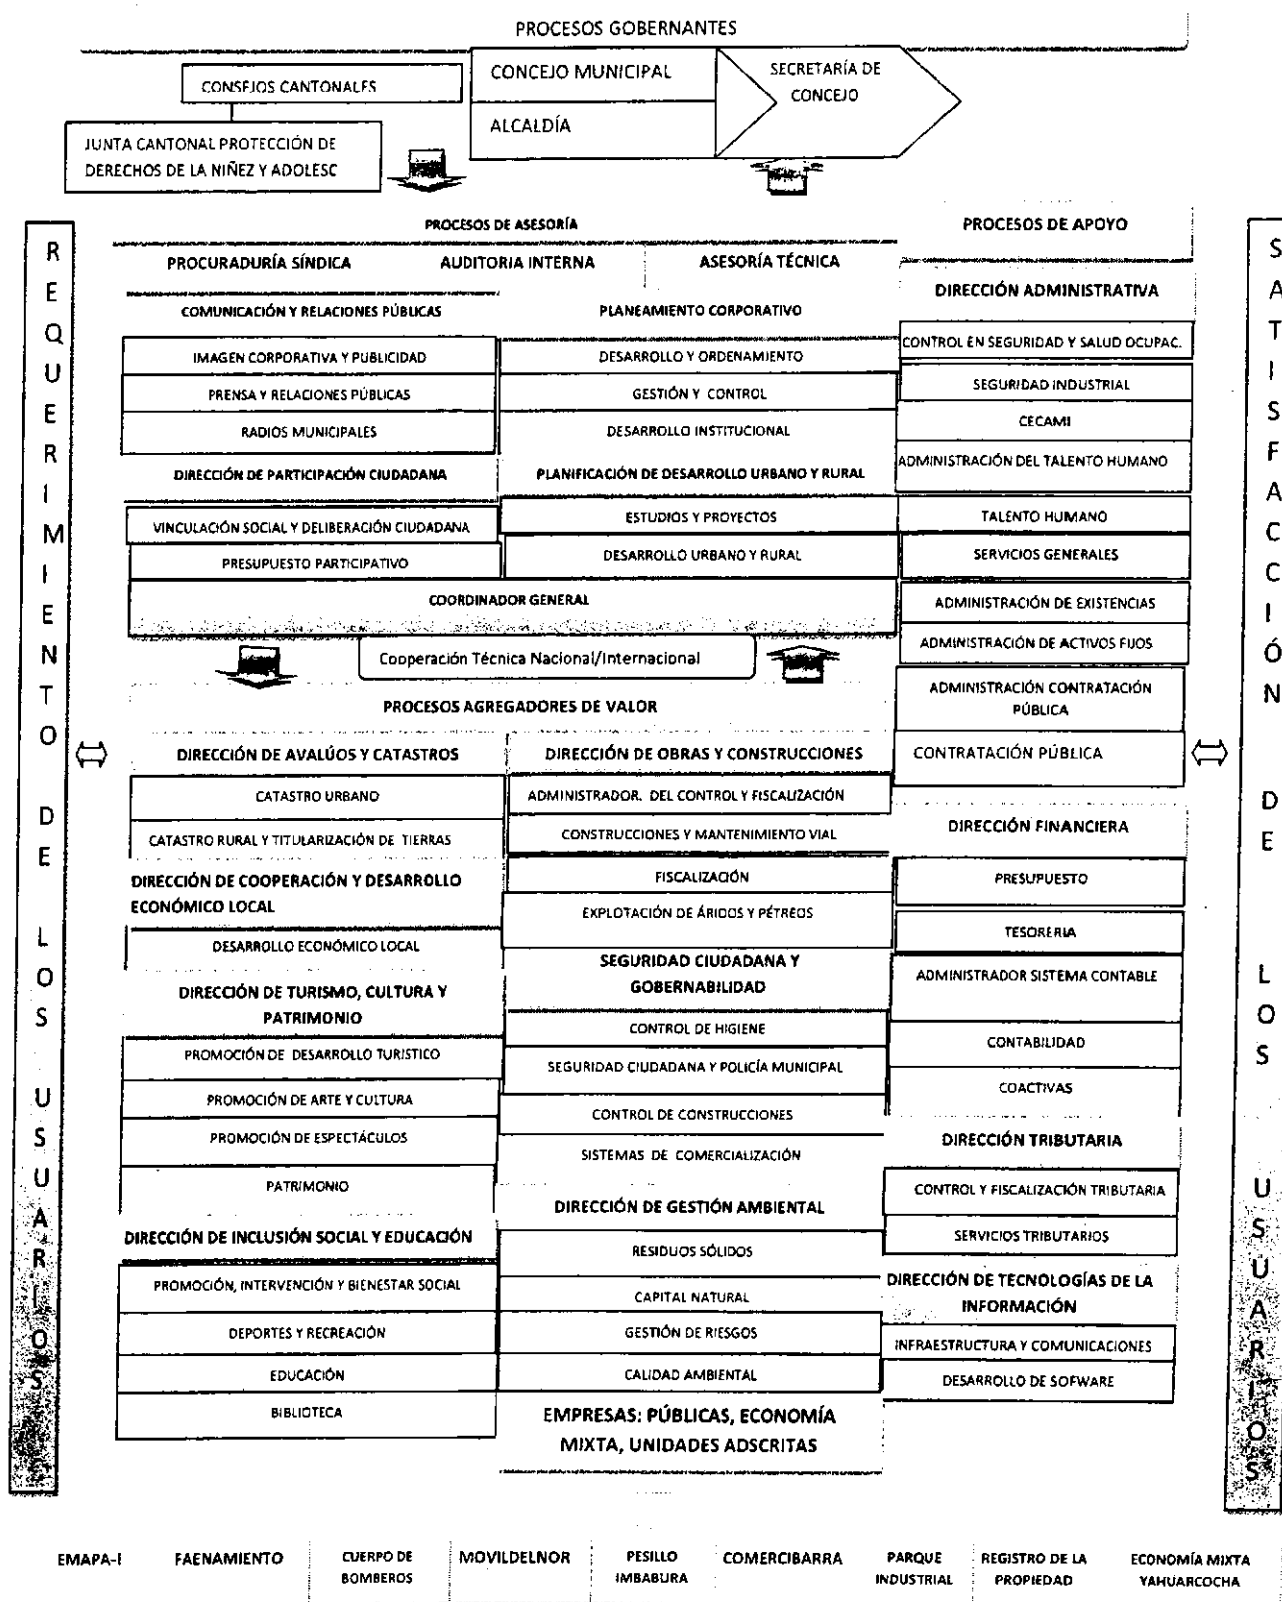 PROCESOS GOBERNANTES
CONSEJOS CANTONALES
JUNTA CANTONAL PROTECCIÓN DE
DERECHOS DE LA NIÑEZ Y ADOLESC
CONCEJO MUNICIPAL
ALCALDÍA
SECRETARÍA DE
CONCEJO
REQUERIMIENTO DE LOS USUARIOS
PROCESOS DE ASESORÍA
PROCURADURÍA SÍNDICA
AUDITORIA INTERNA
ASESORÍA TÉCNICA
COMUNICACIÓN Y RELACIONES PÚBLICAS
IMAGEN CORPORATIVA Y PUBLICIDAD
PRENSA Y RELACIONES PÚBLICAS
RADIOS MUNICIPALES
DIRECCIÓN DE PARTICIPACIÓN CIUDADANA
VINCULACIÓN SOCIAL Y DELIBERACIÓN CIUDADANA
PRESUPUESTO PARTICIPATIVO
PLANEAMIENTO CORPORATIVO
DESARROLLO Y ORDENAMIENTO
GESTIÓN Y CONTROL
DESARROLLO INSTITUCIONAL
PLANIFICACIÓN DE DESARROLLO URBANO Y RURAL
ESTUDIOS Y PROYECTOS
DESARROLLO URBANO Y RURAL
COORDINADOR GENERAL
Cooperación Técnica Nacional/Internacional
PROCESOS AGREGADORES DE VALOR
DIRECCIÓN DE AVALÚOS Y CATASTROS
CATASTRO URBANO
CATASTRO RURAL Y TITULARIZACIÓN DE TIERRAS
DIRECCIÓN DE COOPERACIÓN Y DESARROLLO
ECONÓMICO LOCAL
DESARROLLO ECONÓMICO LOCAL
DIRECCIÓN DE TURISMO, CULTURA Y
PATRIMONIO
PROMOCIÓN DE DESARROLLO TURISTICO
PROMOCIÓN DE ARTE Y CULTURA
PROMOCIÓN DE ESPECTÁCULOS
PATRIMONIO
DIRECCIÓN DE INCLUSIÓN SOCIAL Y EDUCACIÓN
PROMOCIÓN, INTERVENCIÓN Y BIENESTAR SOCIAL
DEPORTES Y RECREACIÓN
EDUCACIÓN
BIBLIOTECA
DIRECCIÓN DE OBRAS Y CONSTRUCCIONES
ADMINISTRADOR. DEL CONTROL Y FISCALIZACIÓN
CONSTRUCCIONES Y MANTENIMIENTO VIAL
FISCALIZACIÓN
EXPLOTACIÓN DE ÁRIDOS Y PÉTREOS
SEGURIDAD CIUDADANA Y
GOBERNABILIDAD
CONTROL DE HIGIENE
SEGURIDAD CIUDADANA Y POLICÍA MUNICIPAL
CONTROL DE CONSTRUCCIONES
SISTEMAS DE COMERCIALIZACIÓN
DIRECCIÓN DE GESTIÓN AMBIENTAL
RESIDUOS SÓLIDOS
CAPITAL NATURAL
GESTIÓN DE RIESGOS
CALIDAD AMBIENTAL
EMPRESAS: PÚBLICAS, ECONOMÍA
MIXTA, UNIDADES ADSCRITAS
PROCESOS DE APOYO
DIRECCIÓN ADMINISTRATIVA
CONTROL EN SEGURIDAD Y SALUD OCUPAC.
SEGURIDAD INDUSTRIAL
CECAMI
ADMINISTRACIÓN DEL TALENTO HUMANO
TALENTO HUMANO
SERVICIOS GENERALES
ADMINISTRACIÓN DE EXISTENCIAS
ADMINISTRACIÓN DE ACTIVOS FIJOS
ADMINISTRACIÓN CONTRATACIÓN
PÚBLICA
CONTRATACIÓN PÚBLICA
DIRECCIÓN FINANCIERA
PRESUPUESTO
TESORERIA
ADMINISTRADOR SISTEMA CONTABLE
CONTABILIDAD
COACTIVAS
DIRECCIÓN TRIBUTARIA
CONTROL Y FISCALIZACIÓN TRIBUTARIA
SERVICIOS TRIBUTARIOS
DIRECCIÓN DE TECNOLOGÍAS DE LA
INFORMACIÓN
INFRAESTRUCTURA Y COMUNICACIONES
DESARROLLO DE SOFWARE
SATISFACCIÓN DE LOS USUARIOS
EMAPA-I
FAENAMIENTO
CUERPO DE
BOMBEROS
MOVILDELNOR
PESILLO
IMBABURA
COMERCIBARRA
PARQUE
INDUSTRIAL
REGISTRO DE LA
PROPIEDAD
ECONOMÍA MIXTA
YAHUARCOCHA